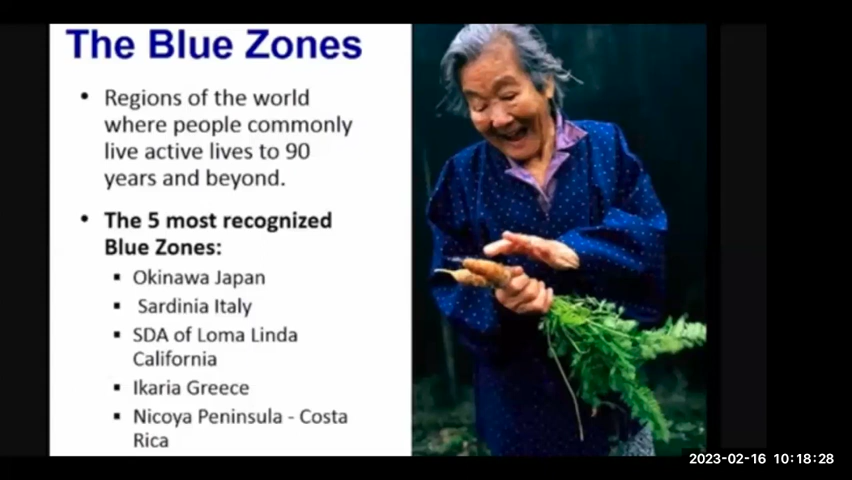 The Blue Zones
• Regions of the world
where people commonly
live active lives to 90
years and beyond.
• The 5 most recognized
Blue Zones:
▪ Okinawa Japan
▪ Sardinia Italy
▪ SDA of Loma Linda
California
▪ Ikaria Greece
▪ Nicoya Peninsula - Costa
Rica
2023-02-16 10:18:28